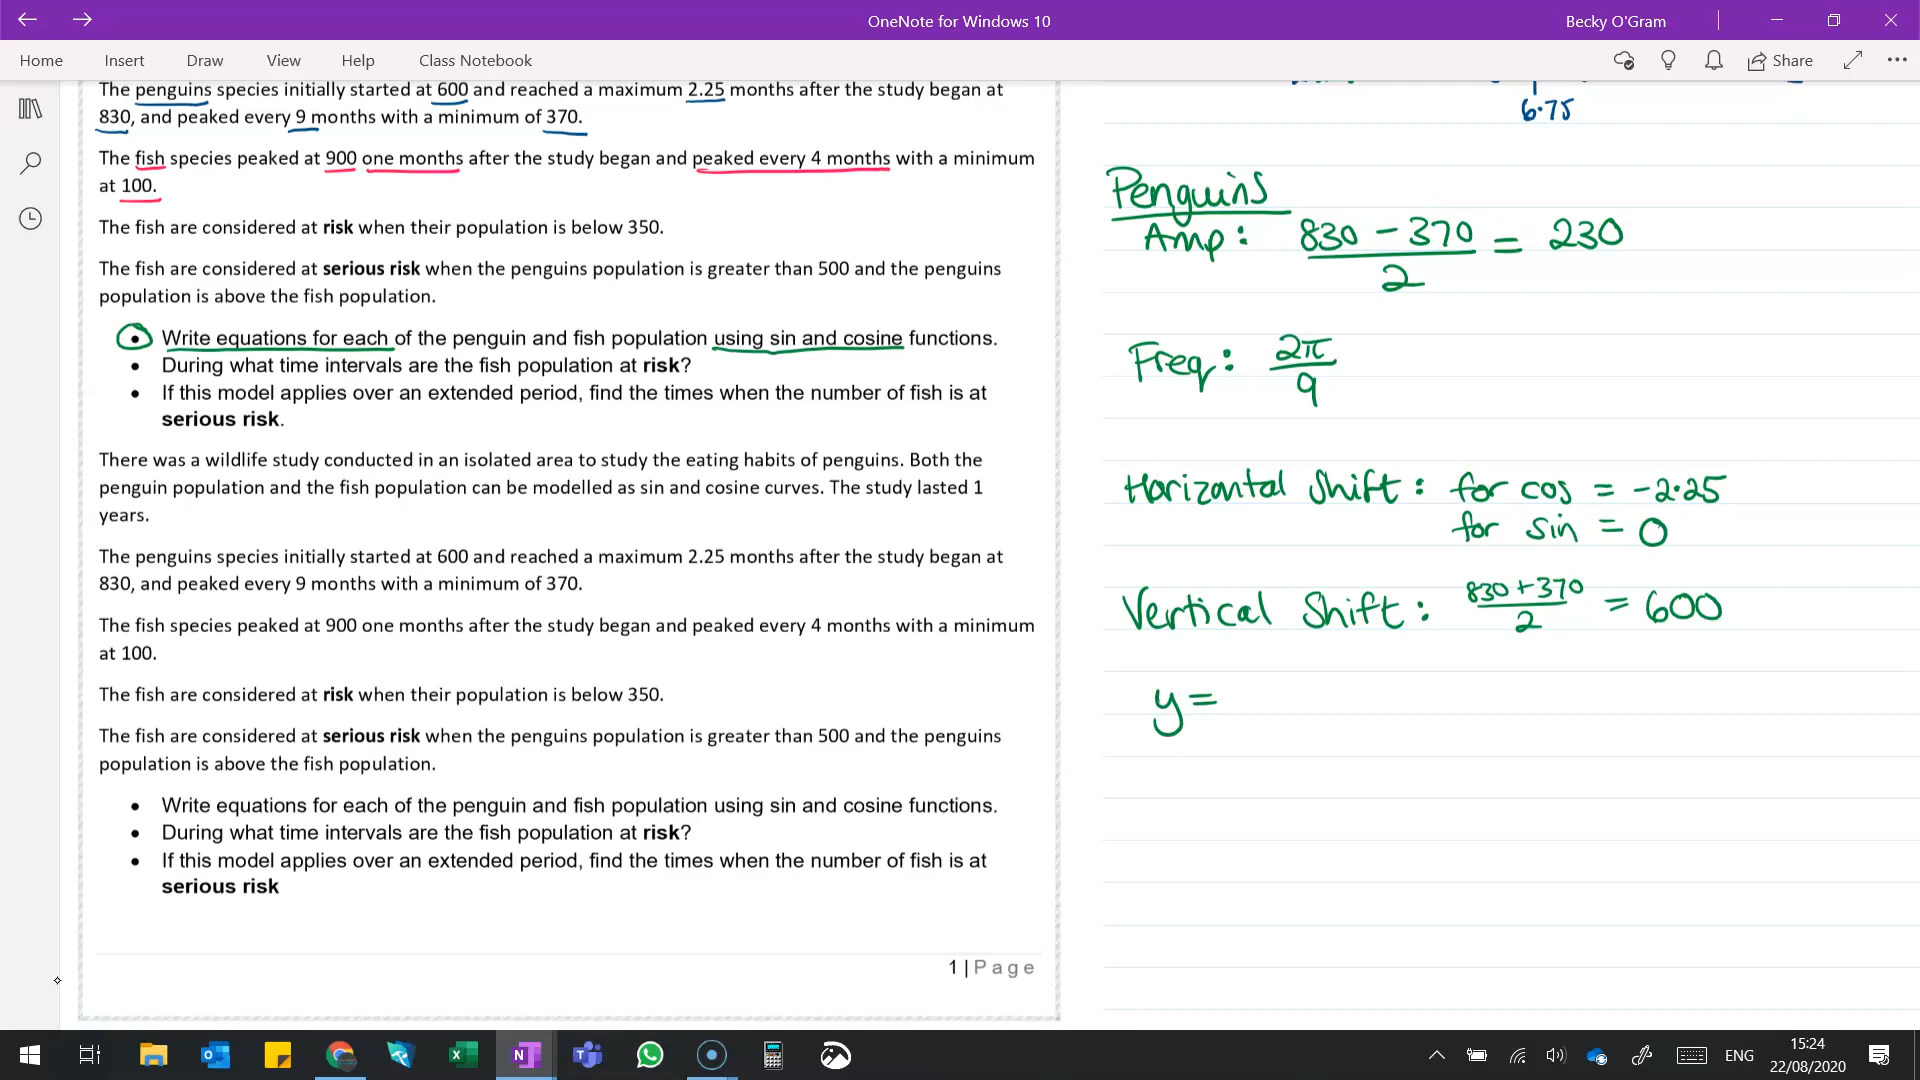 OneNote for Windows 10
Becky O'Gram
Home Insert Draw View Help Class Notebook
Share
The penguins species initially started at 600 and reached a maximum 2.25 months after the study began at
830, and peaked every 9 months with a minimum of 370.
The fish species peaked at 900 one months after the study began and peaked every 4 months with a minimum
at 100.
The fish are considered at risk when their population is below 350.
The fish are considered at serious risk when the penguins population is greater than 500 and the penguins
population is above the fish population.
• Write equations for each of the penguin and fish population using sin and cosine functions.
• During what time intervals are the fish population at risk?
• If this model applies over an extended period, find the times when the number of fish is at
serious risk.
There was a wildlife study conducted in an isolated area to study the eating habits of penguins. Both the
penguin population and the fish population can be modelled as sin and cosine curves. The study lasted 1
years.
The penguins species initially started at 600 and reached a maximum 2.25 months after the study began at
830, and peaked every 9 months with a minimum of 370.
The fish species peaked at 900 one months after the study began and peaked every 4 months with a minimum
at 100.
The fish are considered at risk when their population is below 350.
The fish are considered at serious risk when the penguins population is greater than 500 and the penguins
population is above the fish population.
• Write equations for each of the penguin and fish population using sin and cosine functions.
• During what time intervals are the fish population at risk?
• If this model applies over an extended period, find the times when the number of fish is at
serious risk
1 | Page
6.75
Penguins
Amp: 830 - 370 = 230
2
Freq: 2π
9
Horizontal Shift: for cos = -2.25
for sin = 0
Vertical Shift: 830+370 = 600
2
y=
ENG
15:24
22/08/2020